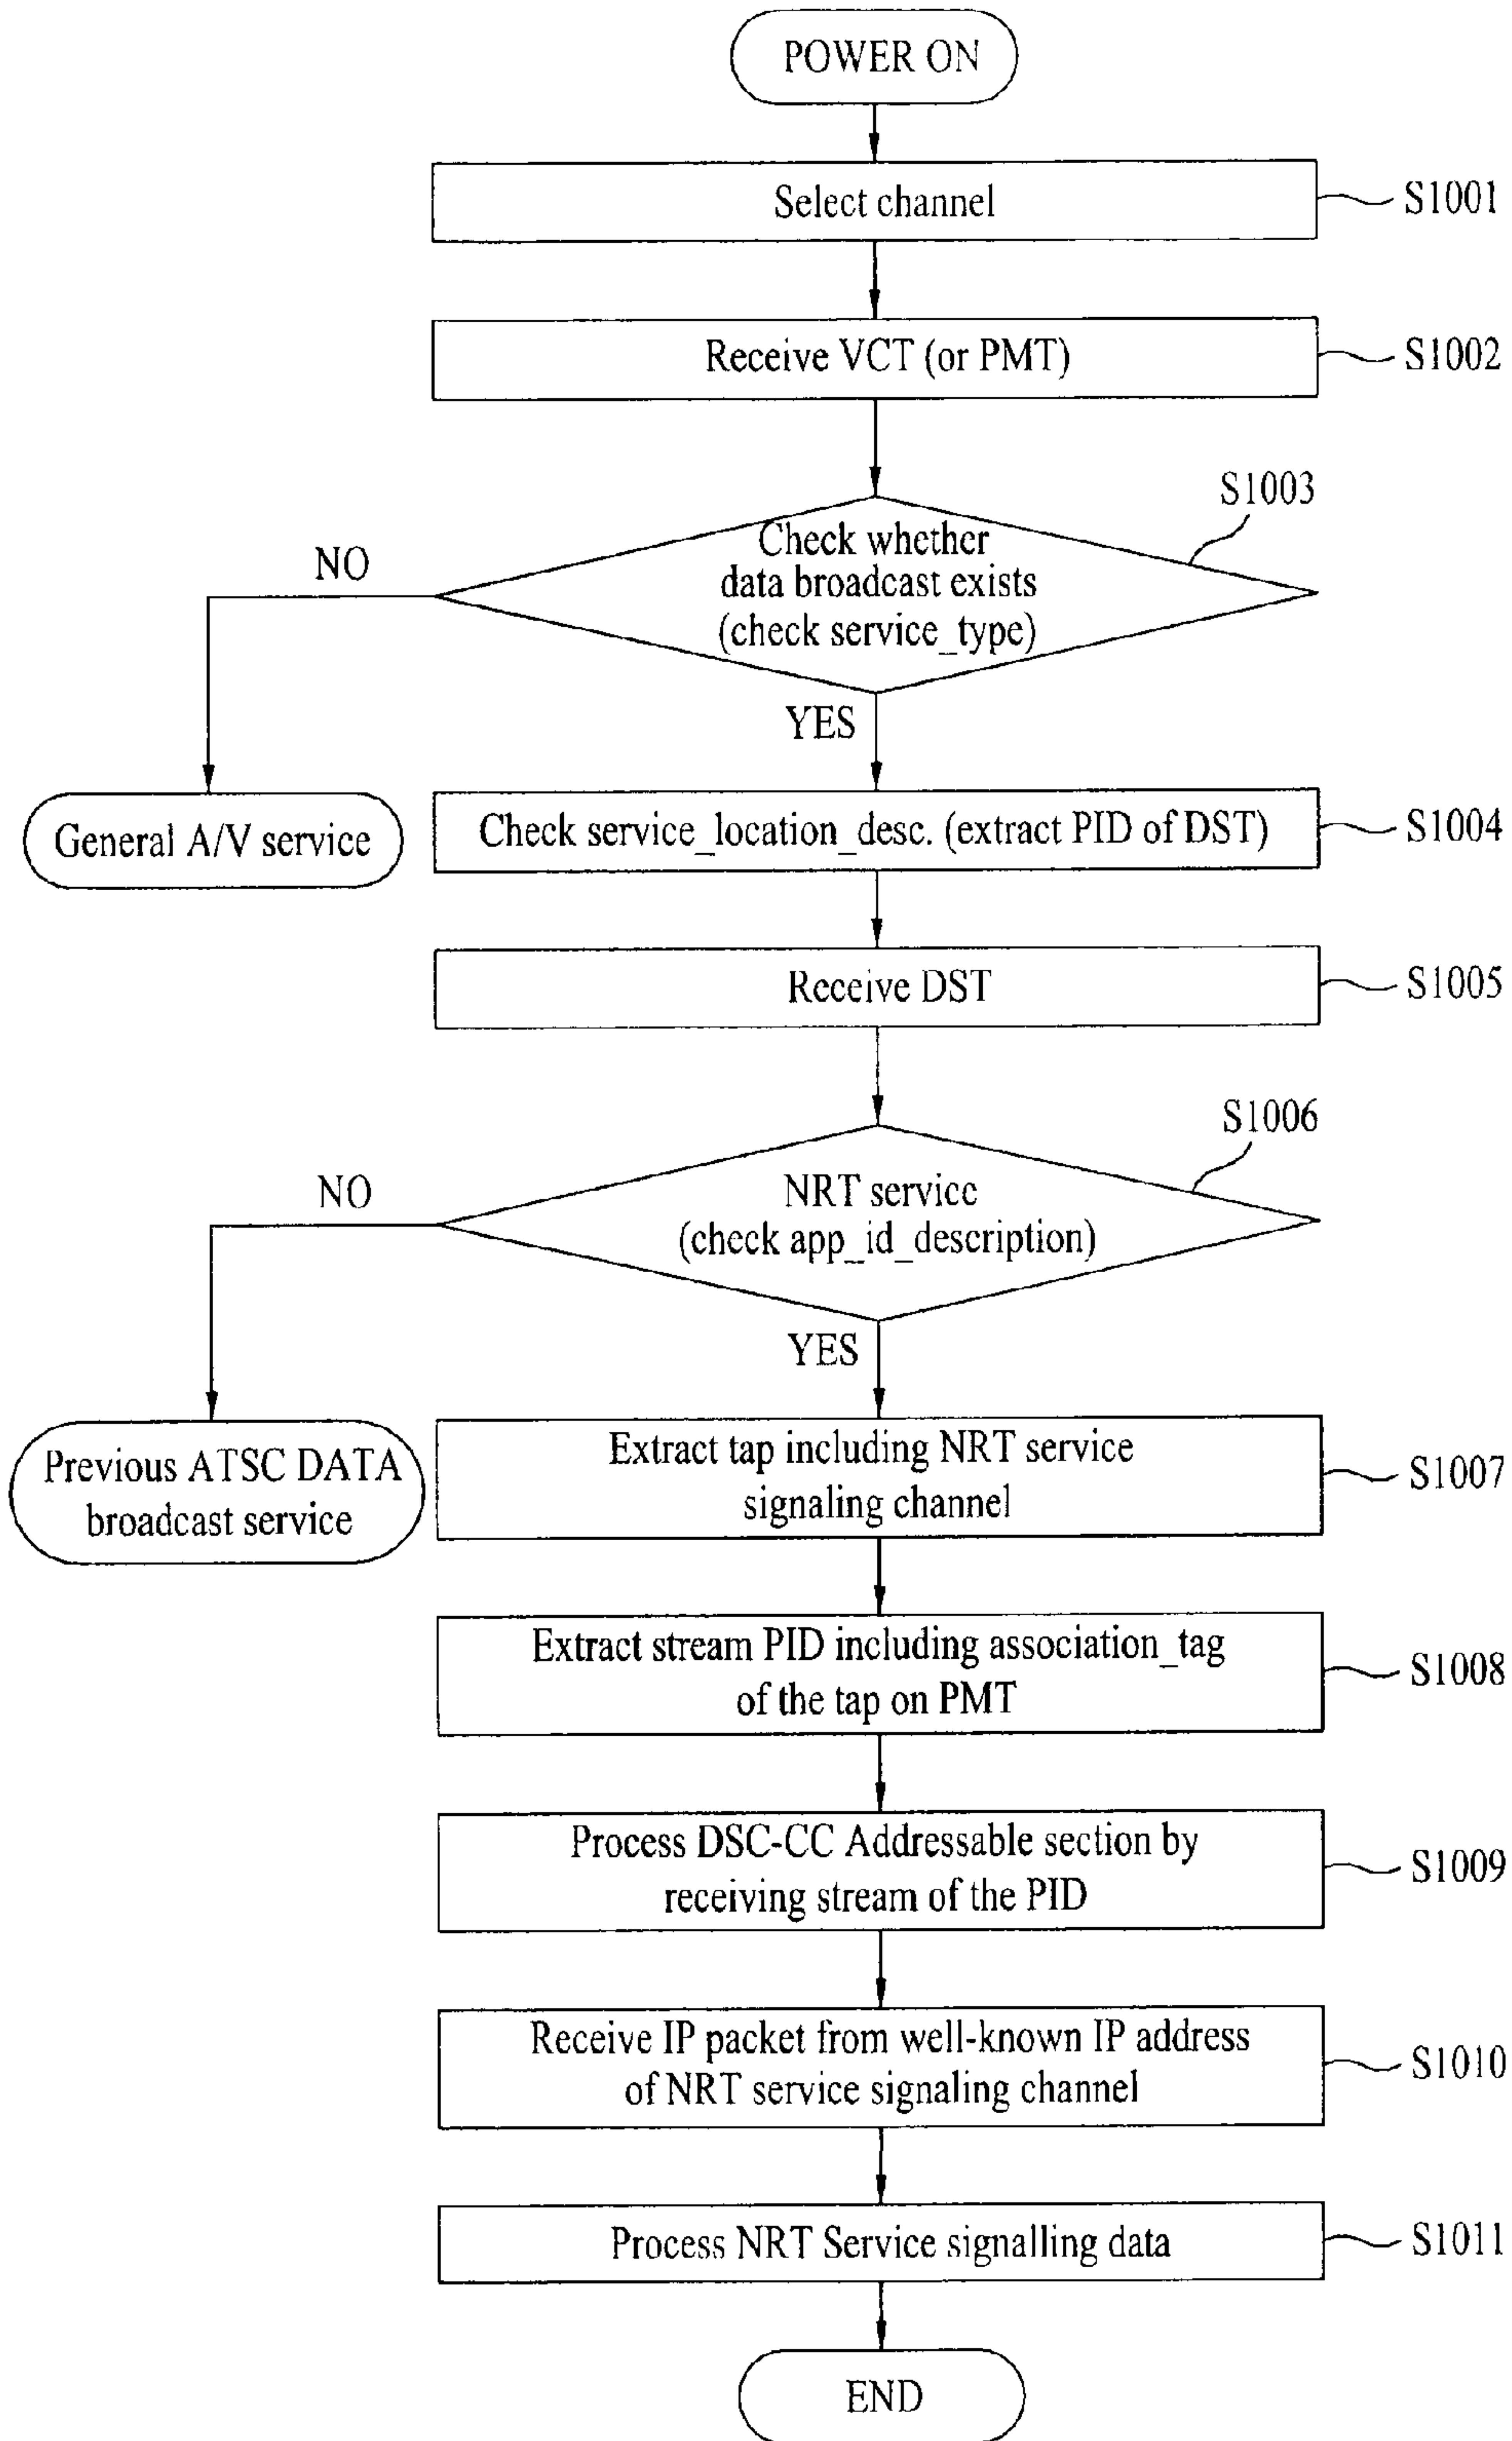 POWER ON
Select channel
S1001
Receive VCT (or PMT)
S1002
S1003
Check whether
data broadcast exists
(check service_type)
NO
YES
General A/V service
Check service_location_desc. (extract PID of DST)
S1004
Receive DST
S1005
S1006
NRT service
(check app_id_description)
NO
YES
Previous ATSC DATA
broadcast service
Extract tap including NRT service
signaling channel
S1007
Extract stream PID including association_tag
of the tap on PMT
S1008
Process DSC-CC Addressable section by
receiving stream of the PID
S1009
Receive IP packet from well-known IP address
of NRT service signaling channel
S1010
Process NRT Service signalling data
S1011
END